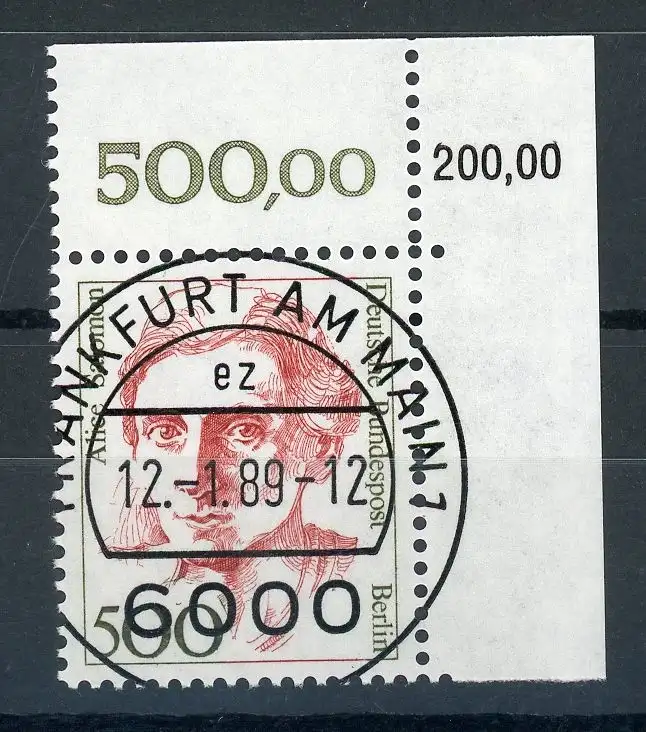 500,00
200,00
FRANKFURT AM MAIN 1
ez
12.-1.89-12
6000
Alice Salomon
Deutsche Bundespost Berlin
500